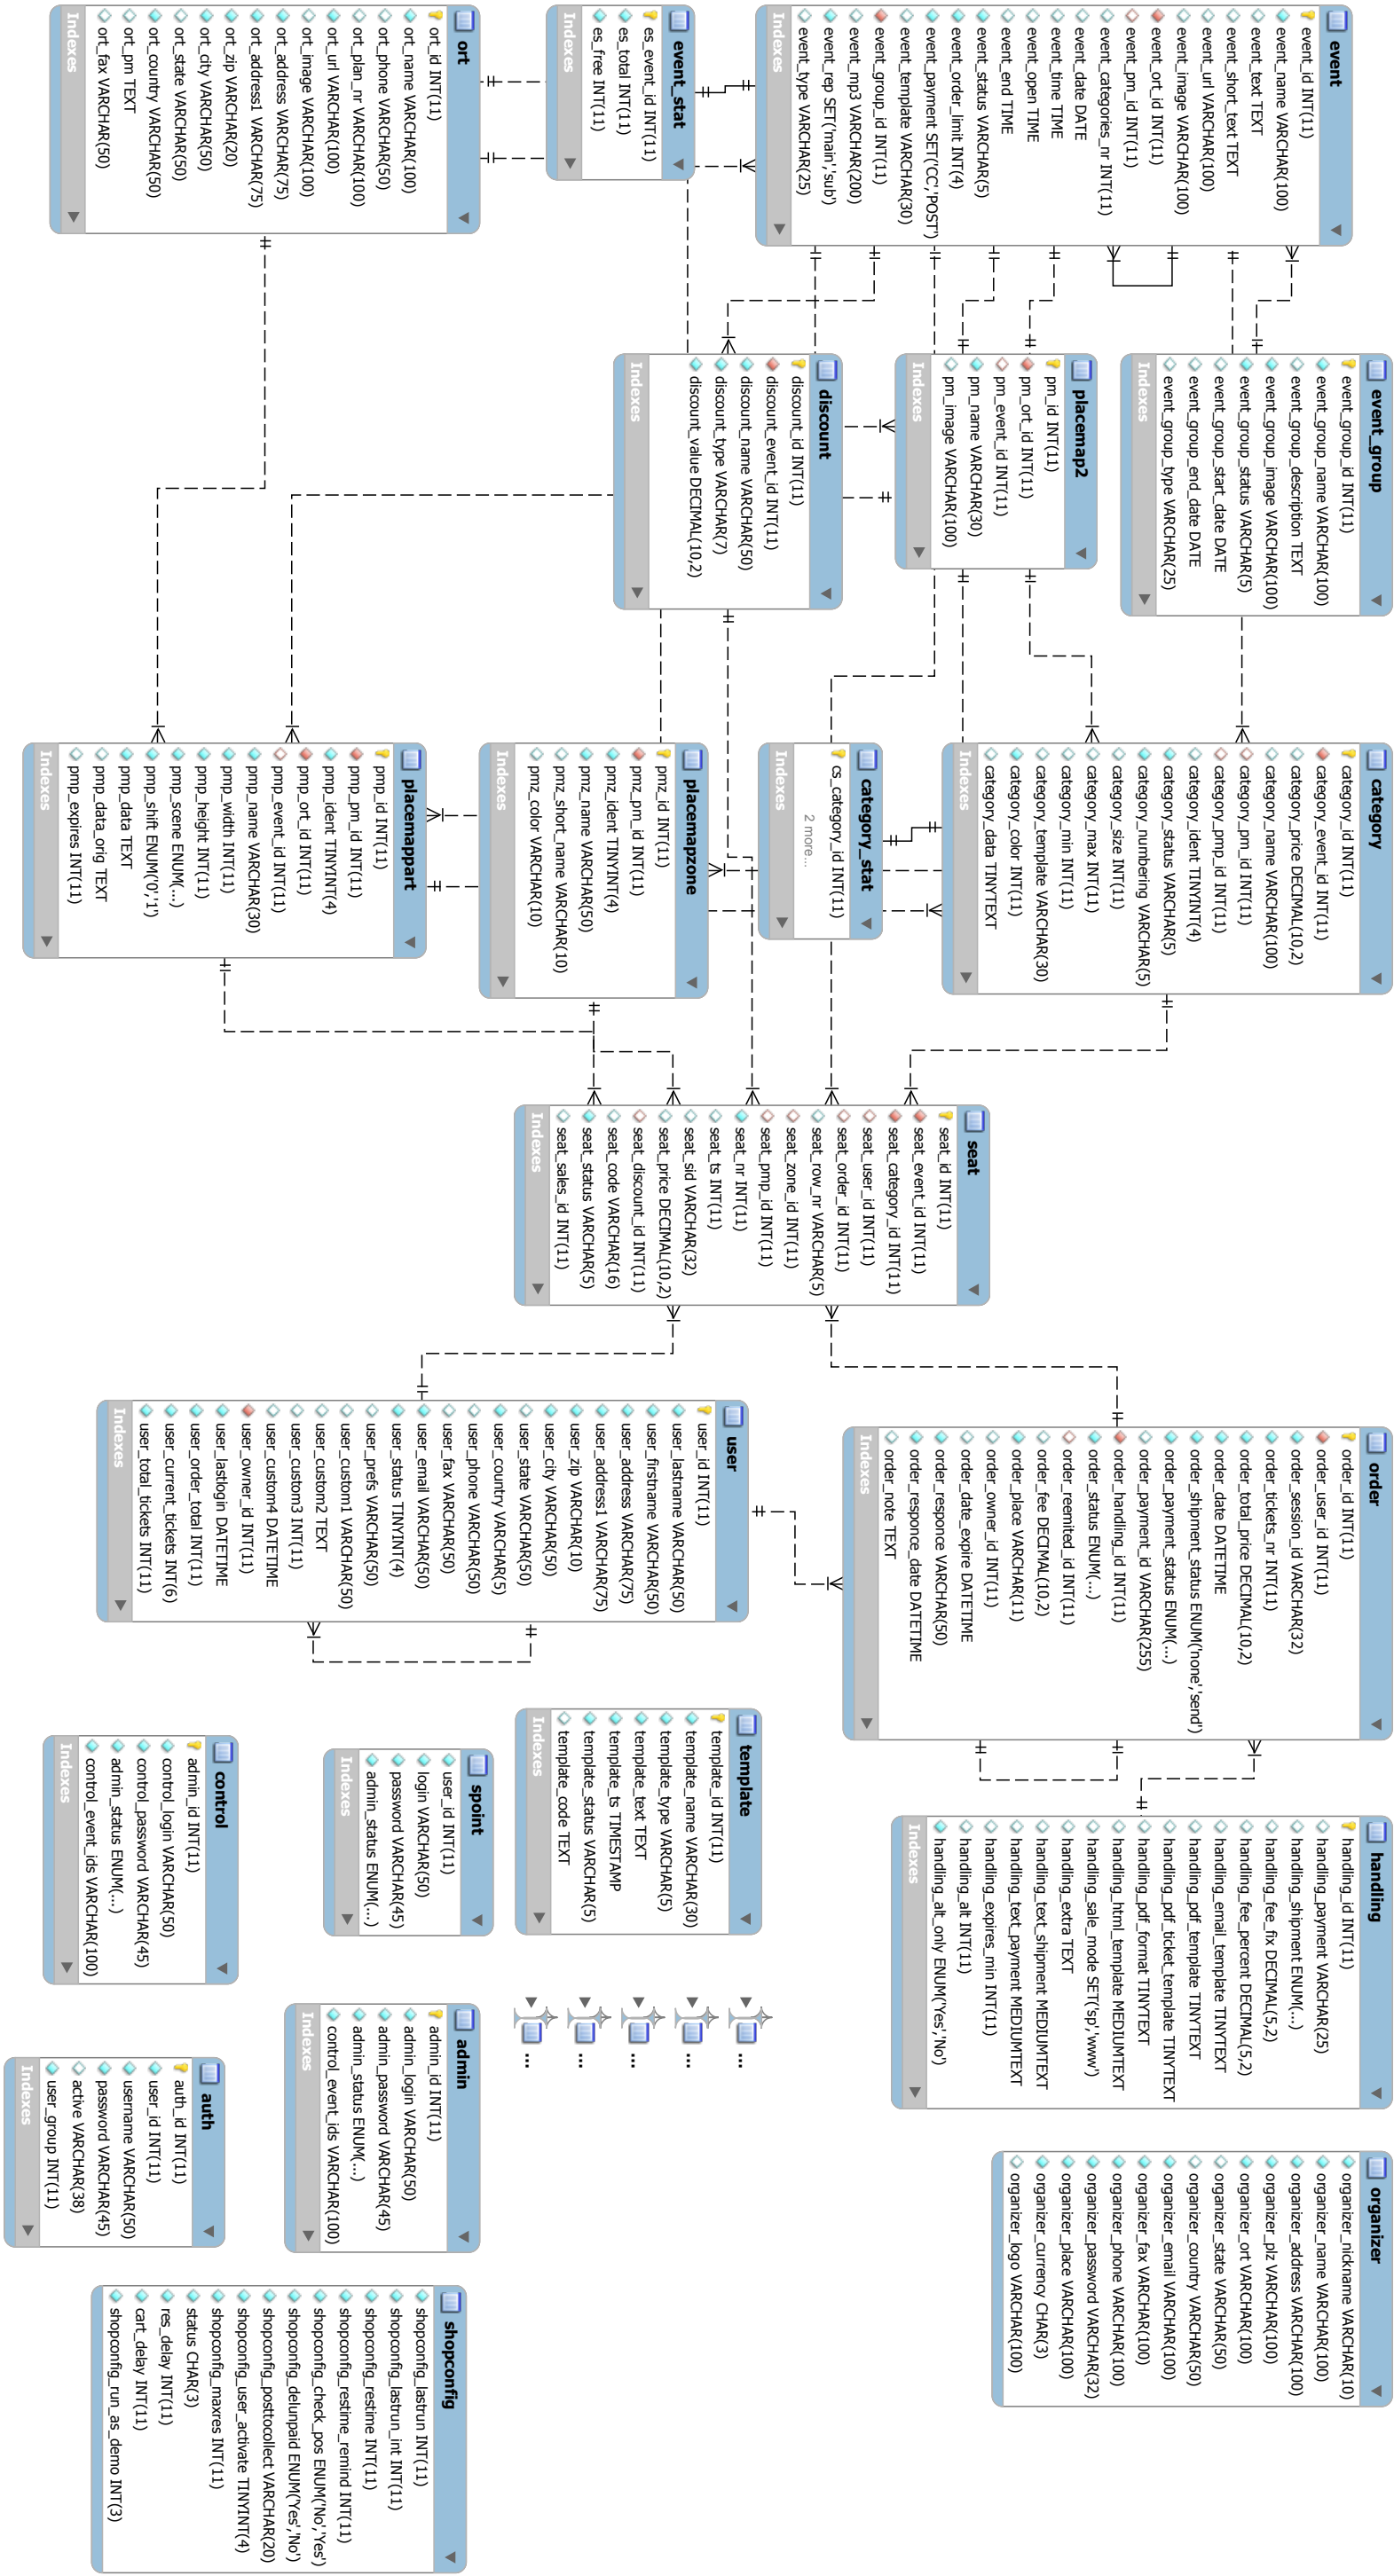 event
event_id INT(11)
event_name VARCHAR(100)
event_text TEXT
event_short_text TEXT
event_url VARCHAR(100)
event_image VARCHAR(100)
event_ort_id INT(11)
event_pm_id INT(11)
event_categories_nr INT(11)
event_date DATE
event_time TIME
event_open TIME
event_end TIME
event_status VARCHAR(5)
event_order_limit INT(4)
event_payment SET('CC','POST')
event_template VARCHAR(30)
event_group_id INT(11)
event_mp3 VARCHAR(200)
event_rep SET('main','sub')
event_type VARCHAR(25)
Indexes
event_stat
es_event_id INT(11)
es_total INT(11)
es_free INT(11)
Indexes
ort
ort_id INT(11)
ort_name VARCHAR(100)
ort_phone VARCHAR(50)
ort_plan_nr VARCHAR(100)
ort_url VARCHAR(100)
ort_image VARCHAR(100)
ort_address VARCHAR(75)
ort_address1 VARCHAR(75)
ort_zip VARCHAR(20)
ort_city VARCHAR(50)
ort_state VARCHAR(50)
ort_country VARCHAR(50)
ort_pm TEXT
ort_fax VARCHAR(50)
Indexes
event_group
event_group_id INT(11)
event_group_name VARCHAR(100)
event_group_description TEXT
event_group_image VARCHAR(100)
event_group_status VARCHAR(5)
event_group_start_date DATE
event_group_end_date DATE
event_group_type VARCHAR(25)
Indexes
placemap2
pm_id INT(11)
pm_ort_id INT(11)
pm_event_id INT(11)
pm_name VARCHAR(30)
pm_image VARCHAR(100)
Indexes
discount
discount_id INT(11)
discount_event_id INT(11)
discount_name VARCHAR(50)
discount_type VARCHAR(7)
discount_value DECIMAL(10,2)
Indexes
category
category_id INT(11)
category_event_id INT(11)
category_price DECIMAL(10,2)
category_name VARCHAR(100)
category_pm_id INT(11)
category_pmp_id INT(11)
category_ident TINYINT(4)
category_status VARCHAR(5)
category_numbering VARCHAR(5)
category_size INT(11)
category_max INT(11)
category_min INT(11)
category_template VARCHAR(30)
category_color INT(11)
category_data TINYTEXT
Indexes
category_stat
cs_category_id INT(11)
2 more...
Indexes
placemapzone
pmz_id INT(11)
pmz_pm_id INT(11)
pmz_ident TINYINT(4)
pmz_name VARCHAR(50)
pmz_short_name VARCHAR(10)
pmz_color VARCHAR(10)
Indexes
placemappart
pmp_id INT(11)
pmp_pm_id INT(11)
pmp_ident TINYINT(4)
pmp_ort_id INT(11)
pmp_event_id INT(11)
pmp_name VARCHAR(30)
pmp_width INT(11)
pmp_height INT(11)
pmp_scene ENUM(...)
pmp_shift ENUM('0','1')
pmp_data TEXT
pmp_data_orig TEXT
pmp_expires INT(11)
Indexes
seat
seat_id INT(11)
seat_event_id INT(11)
seat_category_id INT(11)
seat_user_id INT(11)
seat_order_id INT(11)
seat_row_nr VARCHAR(5)
seat_zone_id INT(11)
seat_pmp_id INT(11)
seat_nr INT(11)
seat_ts INT(11)
seat_sid VARCHAR(32)
seat_price DECIMAL(10,2)
seat_discount_id INT(11)
seat_code VARCHAR(16)
seat_status VARCHAR(5)
seat_sales_id INT(11)
Indexes
order
order_id INT(11)
order_user_id INT(11)
order_session_id VARCHAR(32)
order_tickets_nr INT(11)
order_total_price DECIMAL(10,2)
order_date DATETIME
order_shipment_status ENUM('none','send')
order_payment_status ENUM(...)
order_payment_id VARCHAR(255)
order_handling_id INT(11)
order_status ENUM(...)
order_reemited_id INT(11)
order_fee DECIMAL(10,2)
order_place VARCHAR(11)
order_owner_id INT(11)
order_date_expire DATETIME
order_responce VARCHAR(50)
order_responce_date DATETIME
order_note TEXT
Indexes
user
user_id INT(11)
user_lastname VARCHAR(50)
user_firstname VARCHAR(50)
user_address VARCHAR(75)
user_address1 VARCHAR(75)
user_zip VARCHAR(10)
user_city VARCHAR(50)
user_state VARCHAR(50)
user_country VARCHAR(5)
user_phone VARCHAR(50)
user_fax VARCHAR(50)
user_email VARCHAR(50)
user_status TINYINT(4)
user_prefs VARCHAR(50)
user_custom1 VARCHAR(50)
user_custom2 TEXT
user_custom3 INT(11)
user_custom4 DATETIME
user_owner_id INT(11)
user_lastlogin DATETIME
user_order_total INT(11)
user_current_tickets INT(6)
user_total_tickets INT(11)
Indexes
handling
handling_id INT(11)
handling_payment VARCHAR(25)
handling_shipment ENUM(...)
handling_fee_fix DECIMAL(5,2)
handling_fee_percent DECIMAL(5,2)
handling_email_template TINYTEXT
handling_pdf_template TINYTEXT
handling_pdf_ticket_template TINYTEXT
handling_pdf_format TINYTEXT
handling_html_template MEDIUMTEXT
handling_sale_mode SET('sp','www')
handling_extra TEXT
handling_text_shipment MEDIUMTEXT
handling_text_payment MEDIUMTEXT
handling_expires_min INT(11)
handling_alt INT(11)
handling_alt_only ENUM('Yes','No')
Indexes
template
template_id INT(11)
template_name VARCHAR(30)
template_type VARCHAR(5)
template_text TEXT
template_ts TIMESTAMP
template_status VARCHAR(5)
template_code TEXT
Indexes
spoint
user_id INT(11)
login VARCHAR(50)
password VARCHAR(45)
admin_status ENUM(...)
Indexes
control
admin_id INT(11)
control_login VARCHAR(50)
control_password VARCHAR(45)
admin_status ENUM(...)
control_event_ids VARCHAR(100)
Indexes
...
...
...
...
...
organizer
organizer_nickname VARCHAR(10)
organizer_name VARCHAR(100)
organizer_address VARCHAR(100)
organizer_plz VARCHAR(100)
organizer_ort VARCHAR(100)
organizer_state VARCHAR(50)
organizer_country VARCHAR(50)
organizer_email VARCHAR(100)
organizer_fax VARCHAR(100)
organizer_phone VARCHAR(100)
organizer_password VARCHAR(32)
organizer_place VARCHAR(100)
organizer_currency CHAR(3)
organizer_logo VARCHAR(100)
admin
admin_id INT(11)
admin_login VARCHAR(50)
admin_password VARCHAR(45)
admin_status ENUM(...)
control_event_ids VARCHAR(100)
Indexes
auth
auth_id INT(11)
user_id INT(11)
username VARCHAR(50)
password VARCHAR(45)
active VARCHAR(38)
user_group INT(11)
Indexes
shopconfig
shopconfig_lastrun INT(11)
shopconfig_lastrun_int INT(11)
shopconfig_restime INT(11)
shopconfig_restime_remind INT(11)
shopconfig_check_pos ENUM('No','Yes')
shopconfig_delunpaid ENUM('Yes','No')
shopconfig_posttocollect VARCHAR(20)
shopconfig_user_activate TINYINT(4)
shopconfig_maxres INT(11)
status CHAR(3)
res_delay INT(11)
cart_delay INT(11)
shopconfig_run_as_demo INT(3)